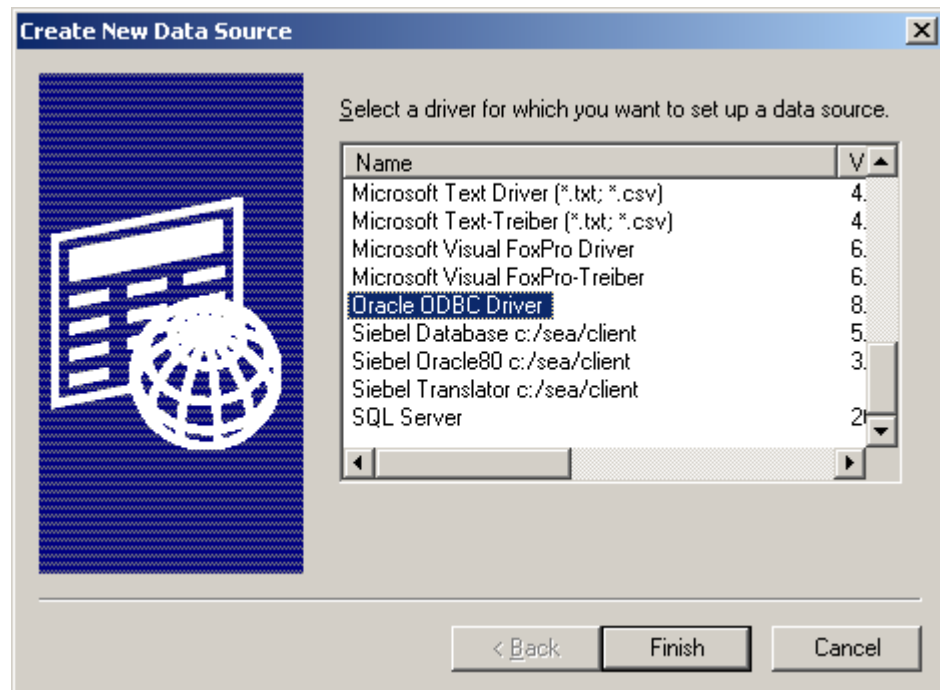 Create New Data Source
Select a driver for which you want to set up a data source.
Name V
Microsoft Text Driver (*.txt; *.csv) 4.
Microsoft Text-Treiber (*.txt; *.csv) 4.
Microsoft Visual FoxPro Driver 6.
Microsoft Visual FoxPro-Treiber 6.
Oracle ODBC Driver 8.
Siebel Database c:/sea/client 5.
Siebel Oracle80 c:/sea/client 3.
Siebel Translator c:/sea/client
SQL Server 2
< Back Finish Cancel